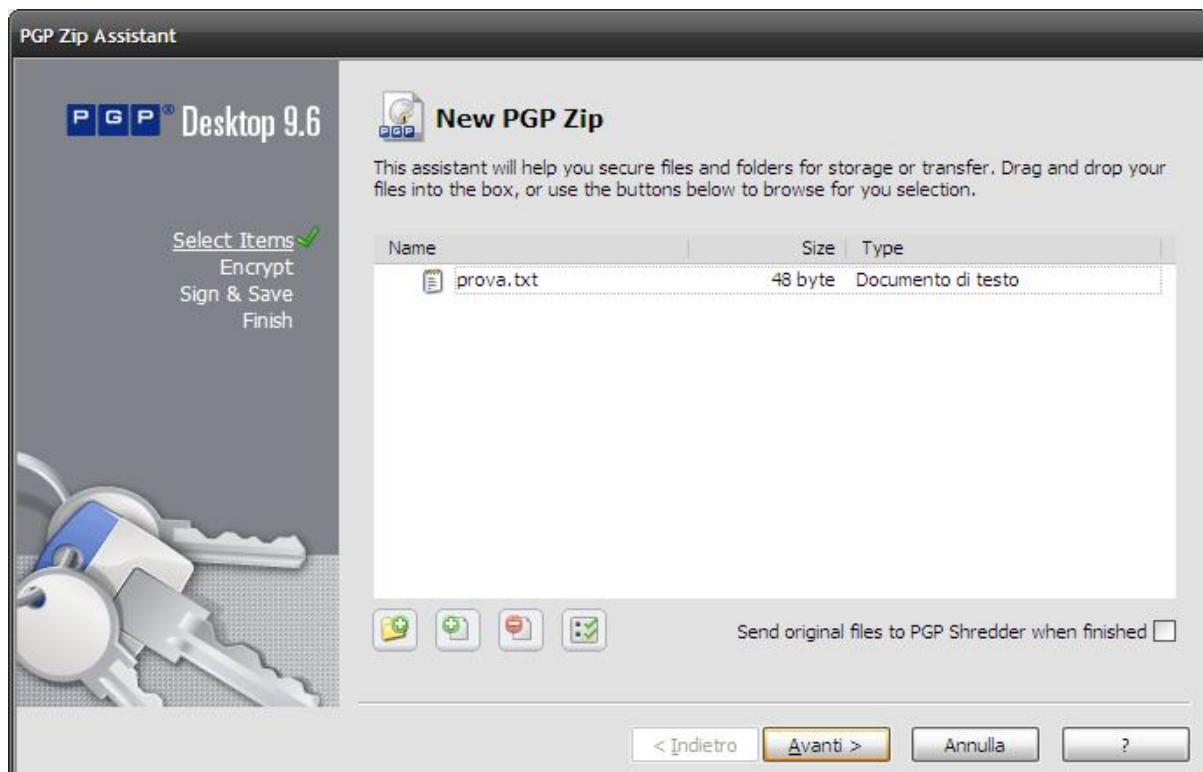 PGP Zip Assistant
PGP® Desktop 9.6
Select Items
Encrypt
Sign & Save
Finish
PGP
New PGP Zip
This assistant will help you secure files and folders for storage or transfer. Drag and drop your
files into the box, or use the buttons below to browse for you selection.
Name Size Type
prova.txt 48 byte Documento di testo
Send original files to PGP Shredder when finished
< Indietro Avanti > Annulla ?